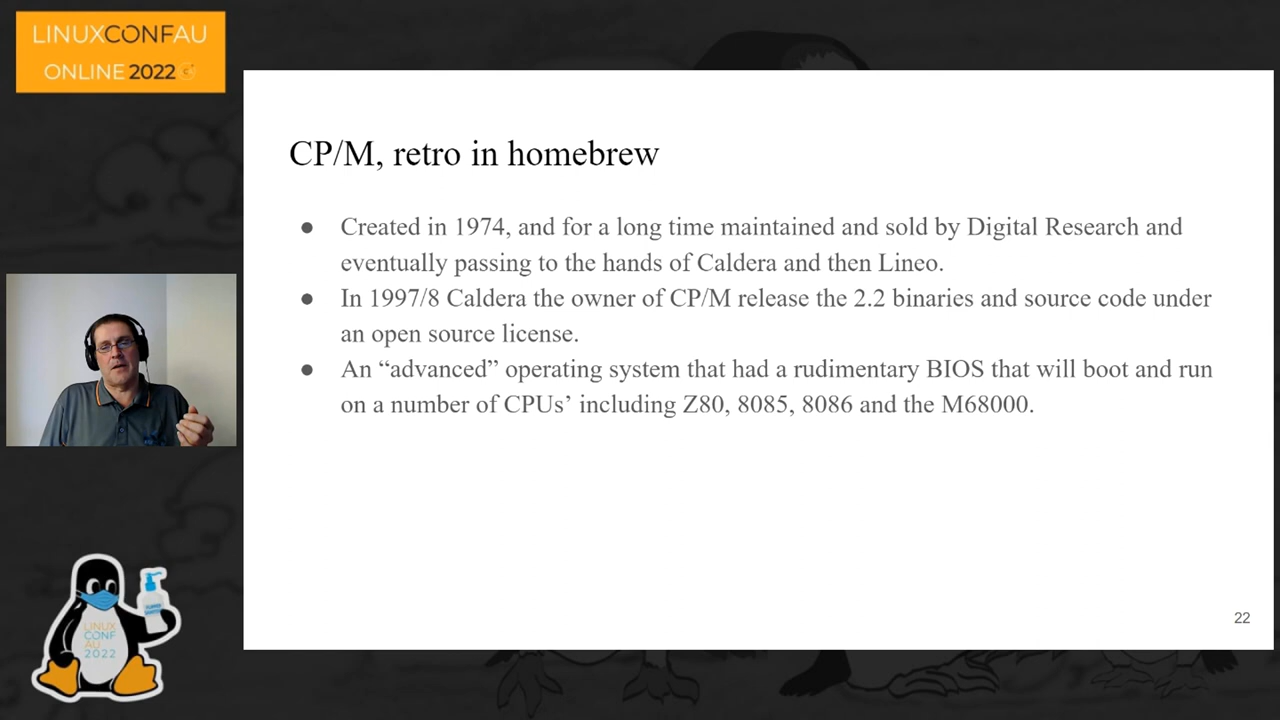 LINUXCONFAU
ONLINE 2022
CP/M, retro in homebrew
● Created in 1974, and for a long time maintained and sold by Digital Research and
eventually passing to the hands of Caldera and then Lineo.
● In 1997/8 Caldera the owner of CP/M release the 2.2 binaries and source code under
an open source license.
● An “advanced” operating system that had a rudimentary BIOS that will boot and run
on a number of CPUs’ including Z80, 8085, 8086 and the M68000.
22
LINUX
CONF
AU
2022